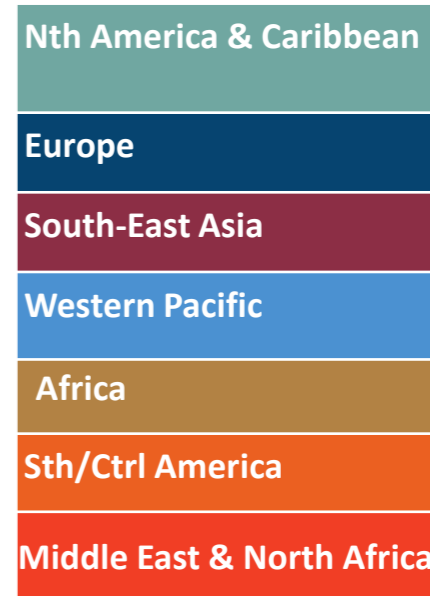 Nth America & Caribbean
Europe
South-East Asia
Western Pacific
Africa
Sth/Ctrl America
Middle East & North Africa